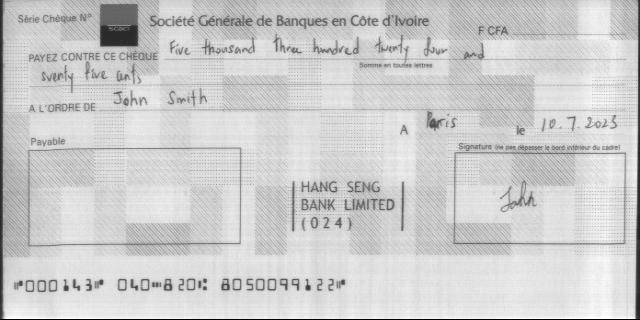 Série Chèque N°
SGBCI
Société Générale de Banques en Côte d'Ivoire
F CFA
PAYEZ CONTRE CE CHEQUE Five thousand three hundred twenty four and
Somme en toutes lettres
sventy five cents
A L'ORDRE DE John Smith
A Paris le 10.7.2023
Payable
Signature (ne pas dépasser le bord inférieur du cadre)
HANG SENG
BANK LIMITED
(024)
John
⑈000143⑈ 040⑉820⑆ 8050099122⑈